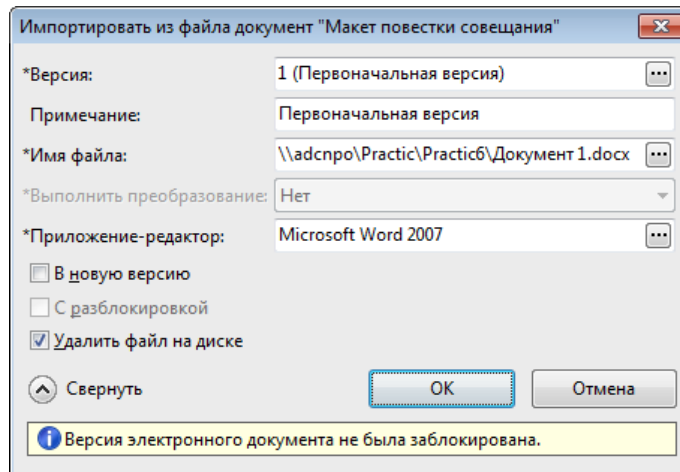 Импортировать из файла документ "Макет повестки совещания"
*Версия: 1 (Первоначальная версия) ...
Примечание: Первоначальная версия
*Имя файла: \\adcnpo\Practic\Practic6\Документ 1.docx ...
*Выполнить преобразование: Нет
*Приложение-редактор: Microsoft Word 2007 ...
В новую версию
С разблокировкой
Удалить файл на диске
Свернуть ОК Отмена
Версия электронного документа не была заблокирована.